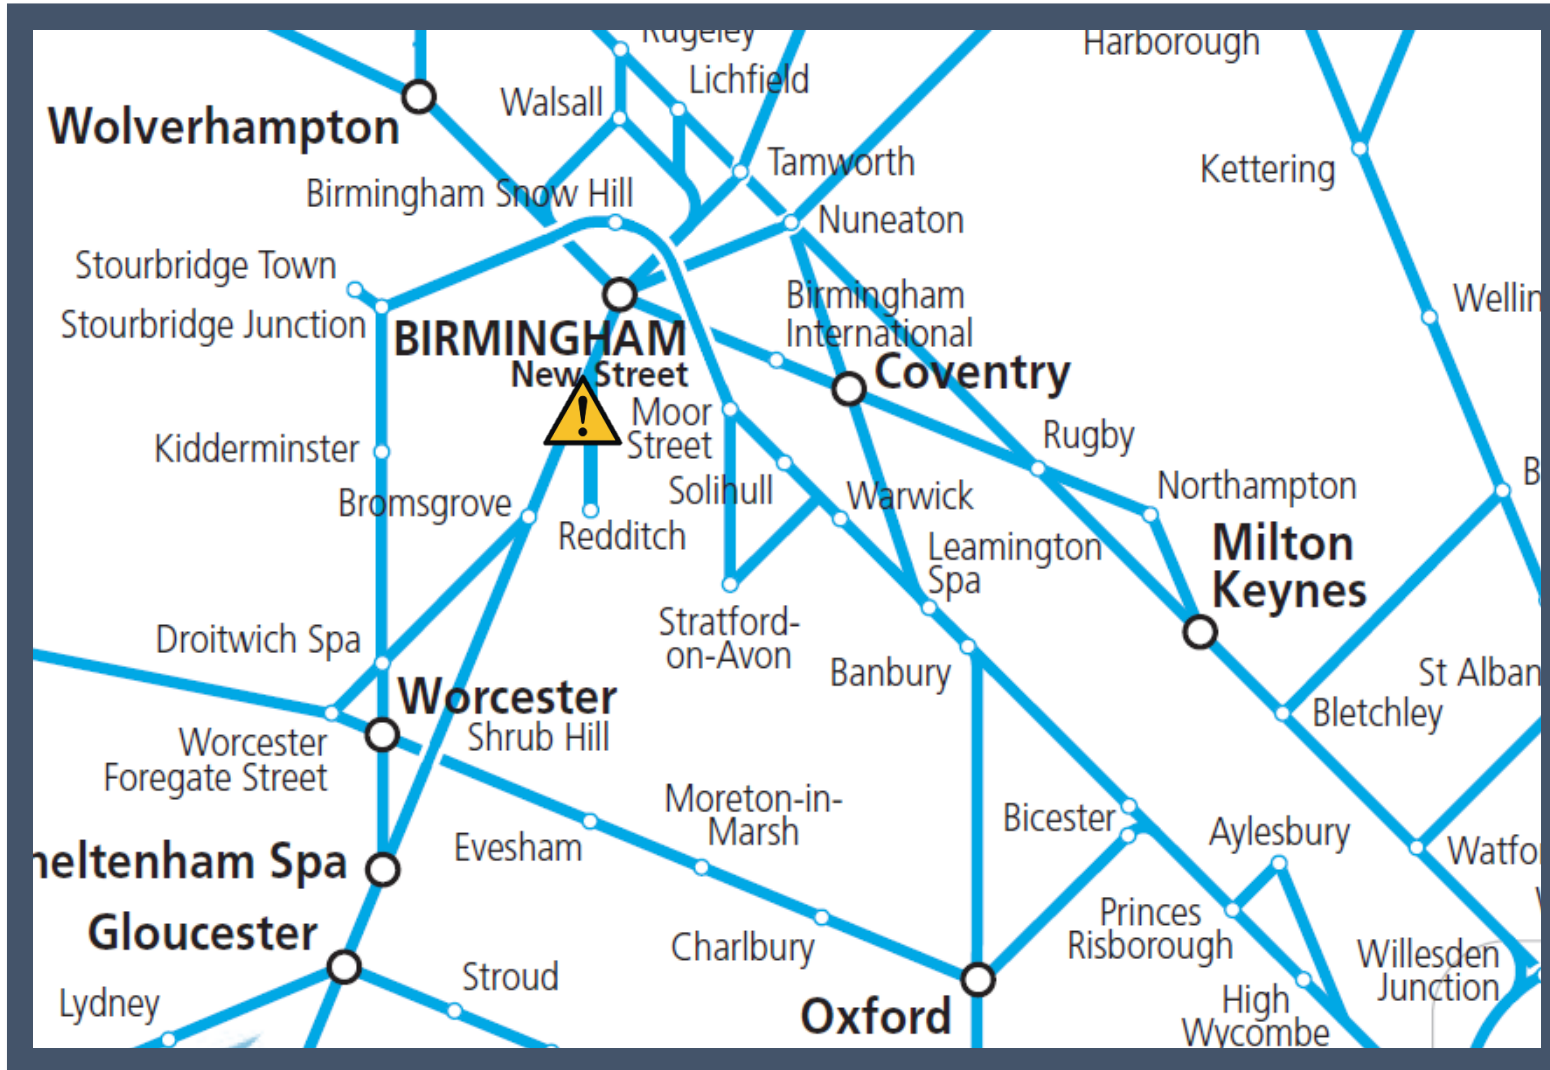 Rugeley
Harborough
Lichfield
Walsall
Wolverhampton
Tamworth
Kettering
Birmingham Snow Hill
Nuneaton
Stourbridge Town
Birmingham
International
Wellin
Stourbridge Junction
BIRMINGHAM
New Street
Coventry
Moor
Street
Rugby
Kidderminster
B
Solihull
Warwick
Northampton
Bromsgrove
Redditch
Leamington
Spa
Milton
Keynes
Stratford-
on-Avon
Droitwich Spa
Banbury
St Alban
Worcester
Shrub Hill
Bletchley
Worcester
Foregate Street
Moreton-in-
Marsh
Bicester
Aylesbury
Evesham
Watfo
heltenham Spa
Princes
Risborough
Gloucester
Charlbury
Willesden
Junction
Stroud
Lydney
High
Wycombe
Oxford